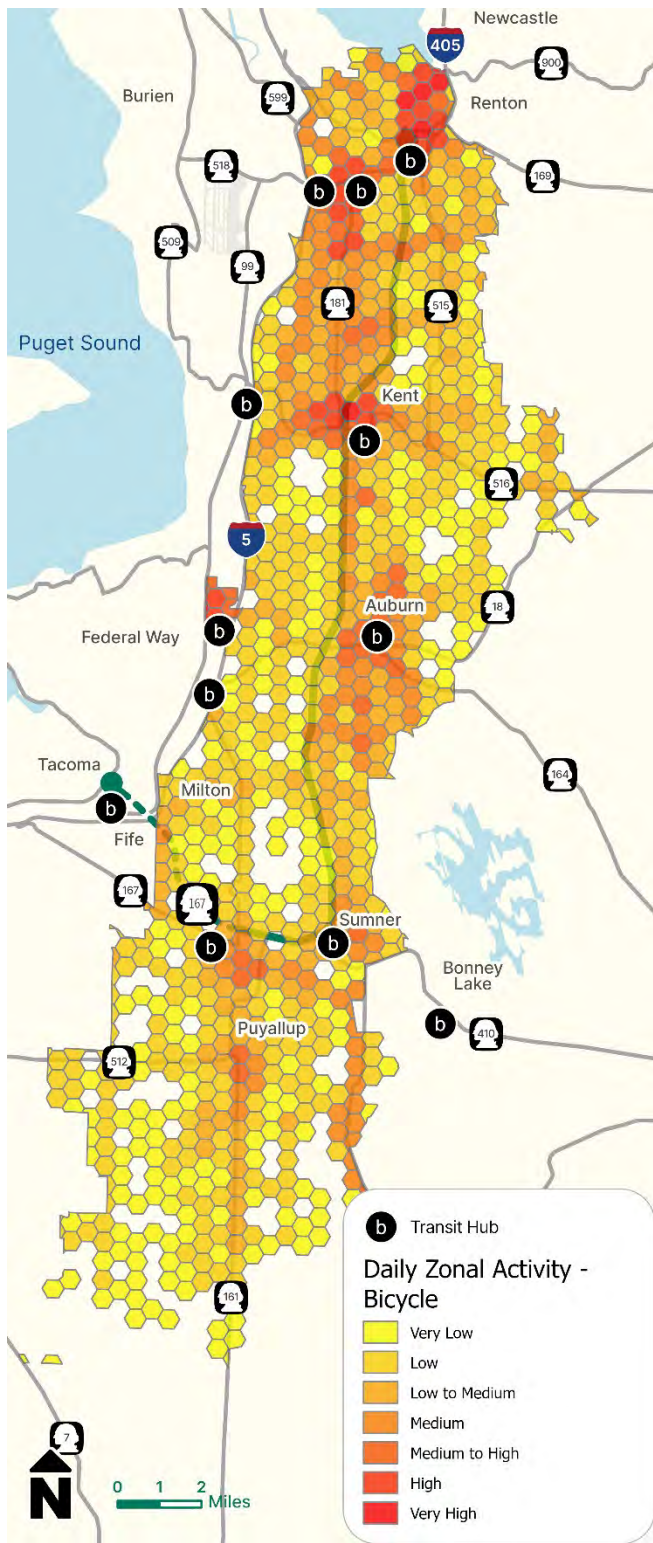 Newcastle
405
900
Burien
599
Renton
b
518
b
b
169
509
99
181
515
Puget Sound
Kent
b
b
516
5
18
Auburn
Federal Way
b
b
b
Tacoma
164
Milton
b
Fife
167
167
Sumner
b
b
Bonney
Lake
Puyallup
b
410
512
b
Transit Hub
Daily Zonal Activity -
Bicycle
161
Very Low
Low
Low to Medium
7
Medium
Medium to High
N
0 1 2
Miles
High
Very High